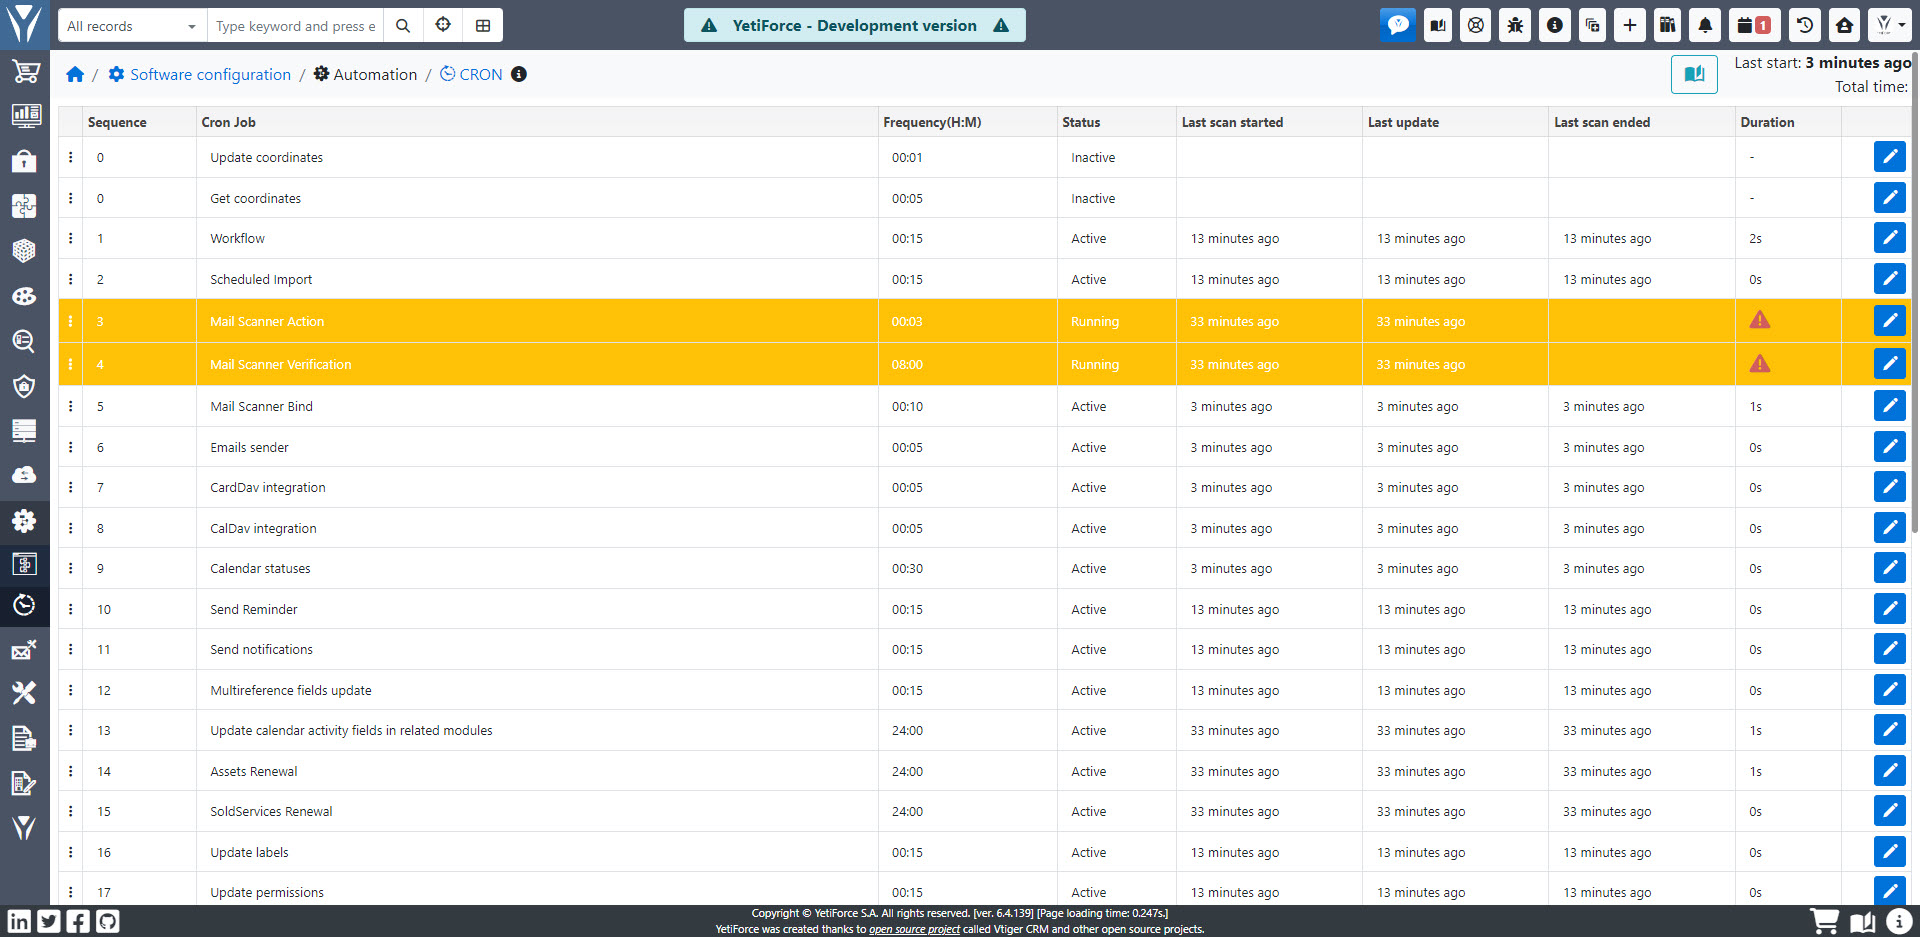 All records
Type keyword and press e
YetiForce - Development version
1
/ Software configuration / Automation / CRON
Last start: 3 minutes ago
Total time:
Sequence Cron Job Frequency(H:M) Status Last scan started Last update Last scan ended Duration
0 Update coordinates 00:01 Inactive -
0 Get coordinates 00:05 Inactive -
1 Workflow 00:15 Active 13 minutes ago 13 minutes ago 13 minutes ago 2s
2 Scheduled Import 00:15 Active 13 minutes ago 13 minutes ago 13 minutes ago 0s
3 Mail Scanner Action 00:03 Running 33 minutes ago 33 minutes ago
4 Mail Scanner Verification 08:00 Running 33 minutes ago 33 minutes ago
5 Mail Scanner Bind 00:10 Active 3 minutes ago 3 minutes ago 3 minutes ago 1s
6 Emails sender 00:05 Active 3 minutes ago 3 minutes ago 3 minutes ago 0s
7 CardDav integration 00:05 Active 3 minutes ago 3 minutes ago 3 minutes ago 0s
8 CalDav integration 00:05 Active 3 minutes ago 3 minutes ago 3 minutes ago 0s
9 Calendar statuses 00:30 Active 3 minutes ago 3 minutes ago 3 minutes ago 0s
10 Send Reminder 00:15 Active 13 minutes ago 13 minutes ago 13 minutes ago 0s
11 Send notifications 00:15 Active 13 minutes ago 13 minutes ago 13 minutes ago 0s
12 Multireference fields update 00:15 Active 13 minutes ago 13 minutes ago 13 minutes ago 0s
13 Update calendar activity fields in related modules 24:00 Active 33 minutes ago 33 minutes ago 33 minutes ago 1s
14 Assets Renewal 24:00 Active 33 minutes ago 33 minutes ago 33 minutes ago 1s
15 SoldServices Renewal 24:00 Active 33 minutes ago 33 minutes ago 33 minutes ago 0s
16 Update labels 00:15 Active 13 minutes ago 13 minutes ago 13 minutes ago 0s
17 Update permissions 00:15 Active 13 minutes ago 13 minutes ago 13 minutes ago 0s
Copyright © YetiForce S.A. All rights reserved. [ver. 6.4.139] [Page loading time: 0.247s.]
YetiForce was created thanks to open source project called Vtiger CRM and other open source projects.